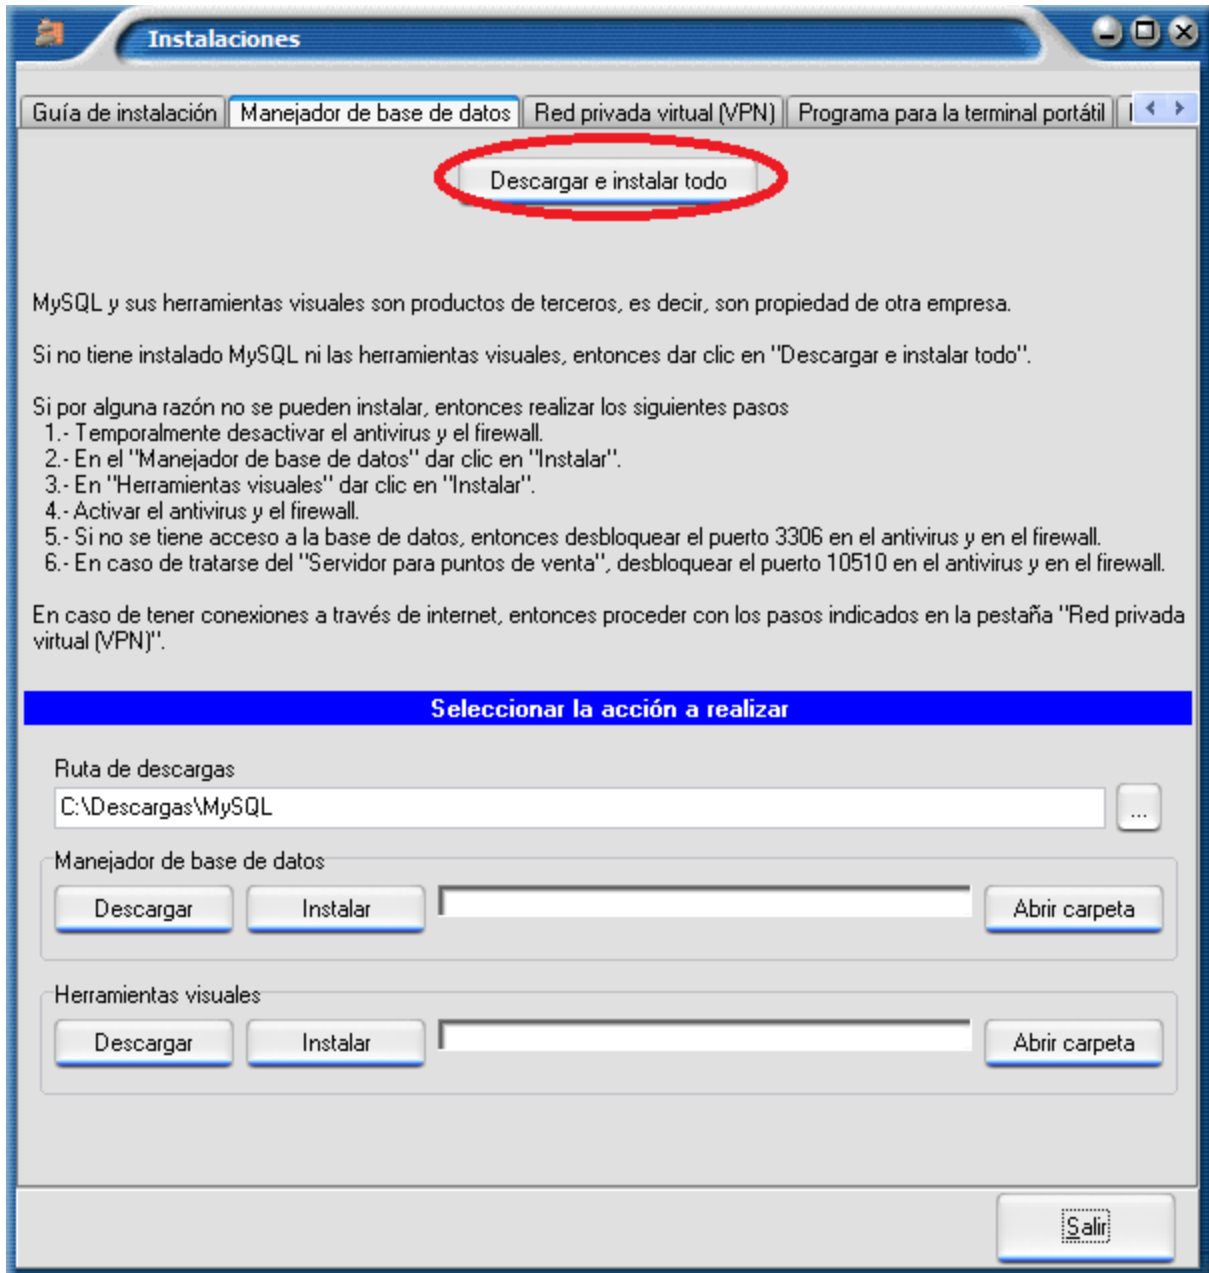 Instalaciones
Guía de instalación
Manejador de base de datos
Red privada virtual (VPN)
Programa para la terminal portátil
Descargar e instalar todo
MySQL y sus herramientas visuales son productos de terceros, es decir, son propiedad de otra empresa.
Si no tiene instalado MySQL ni las herramientas visuales, entonces dar clic en "Descargar e instalar todo".
Si por alguna razón no se pueden instalar, entonces realizar los siguientes pasos
1.- Temporalmente desactivar el antivirus y el firewall.
2.- En el "Manejador de base de datos" dar clic en "Instalar".
3.- En "Herramientas visuales" dar clic en "Instalar".
4.- Activar el antivirus y el firewall.
5.- Si no se tiene acceso a la base de datos, entonces desbloquear el puerto 3306 en el antivirus y en el firewall.
6.- En caso de tratarse del "Servidor para puntos de venta", desbloquear el puerto 10510 en el antivirus y en el firewall.
En caso de tener conexiones a través de internet, entonces proceder con los pasos indicados en la pestaña "Red privada
virtual (VPN)".
Seleccionar la acción a realizar
Ruta de descargas
C:\Descargas\MySQL
...
Manejador de base de datos
Descargar
Instalar
Abrir carpeta
Herramientas visuales
Descargar
Instalar
Abrir carpeta
Salir